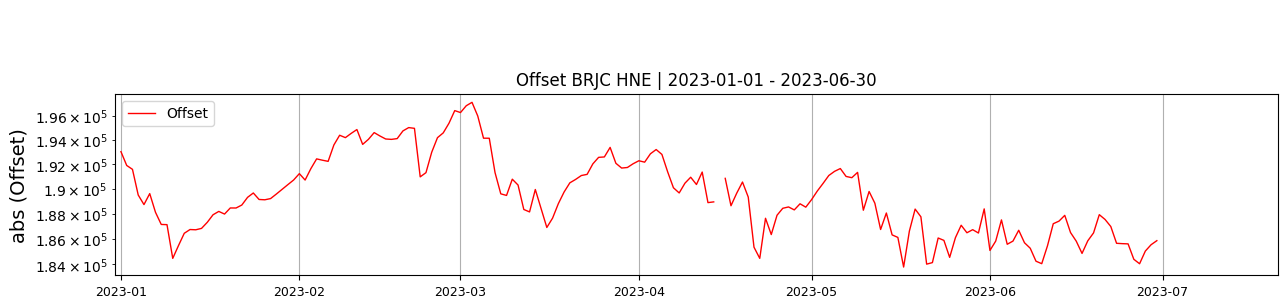 Offset BRJC HNE | 2023-01-01 - 2023-06-30
abs (Offset)
1.96 × 10⁵
1.94 × 10⁵
1.92 × 10⁵
1.9 × 10⁵
1.88 × 10⁵
1.86 × 10⁵
1.84 × 10⁵
Offset
2023-01 2023-02 2023-03 2023-04 2023-05 2023-06 2023-07